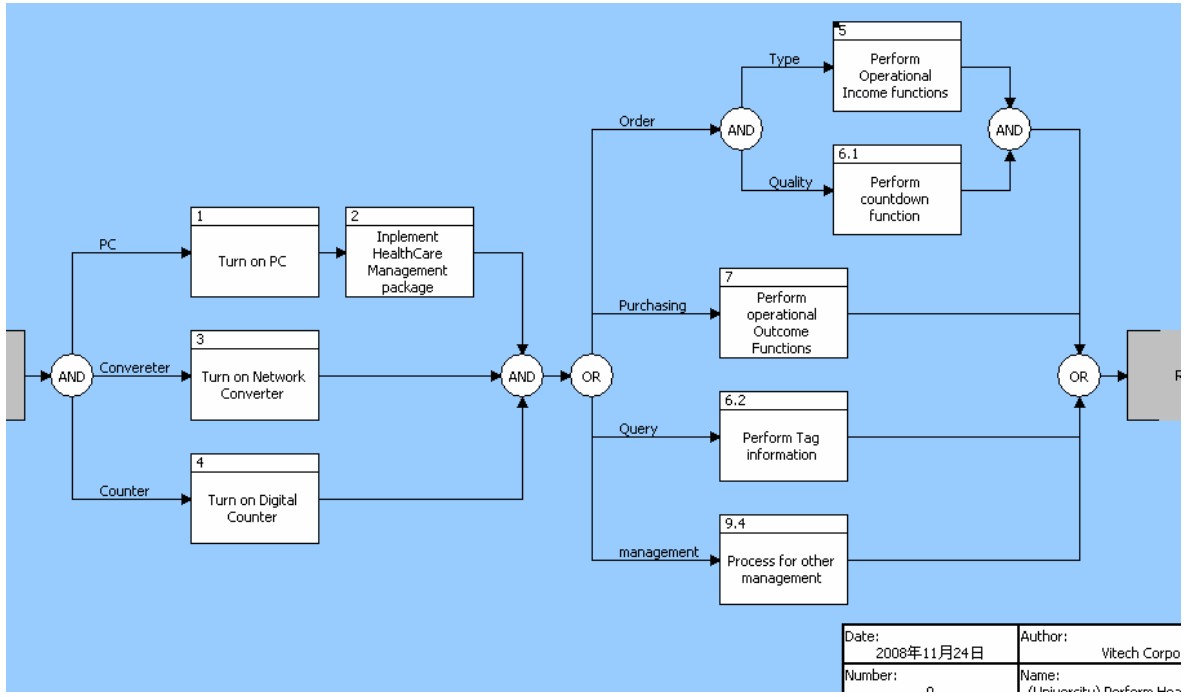 5
Type
Perform
Operational
Income functions
Order
AND
AND
6.1
Quality
Perform
countdown
function
1
2
PC
Turn on PC
Inplement
HealthCare
Management
package
7
Purchasing
Perform
operational
Outcome
Functions
3
AND
Convereter
Turn on Network
Converter
AND
OR
OR
R
6.2
Query
Perform Tag
information
4
Counter
Turn on Digital
Counter
9.4
management
Process for other
management
Date:
Author:
2008年11月24日
Vitech Corpo
Number:
Name:
0
(University) Perform Hea